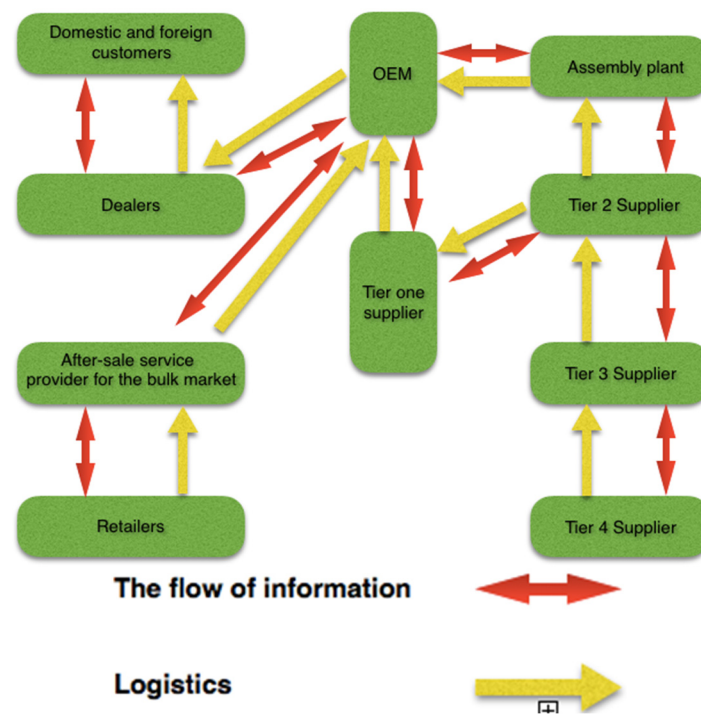 Domestic and foreign
customers
OEM
Assembly plant
Dealers
Tier 2 Supplier
Tier one
supplier
After-sale service
provider for the bulk market
Tier 3 Supplier
Retailers
Tier 4 Supplier
The flow of information
Logistics